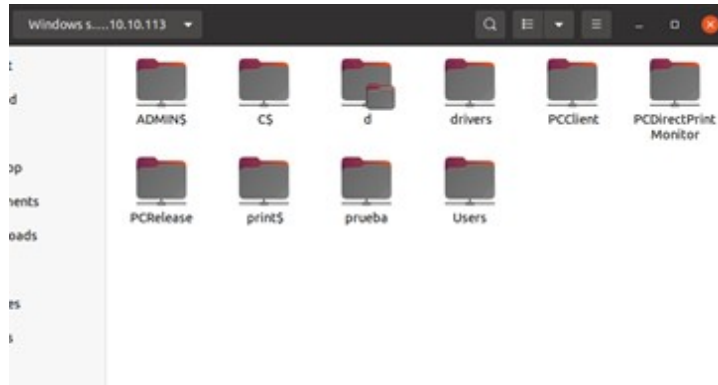 Windows s....10.10.113
ADMIN$
C$
d
drivers
PCClient
PCDirectPrint
Monitor
PCRelease
print$
prueba
Users